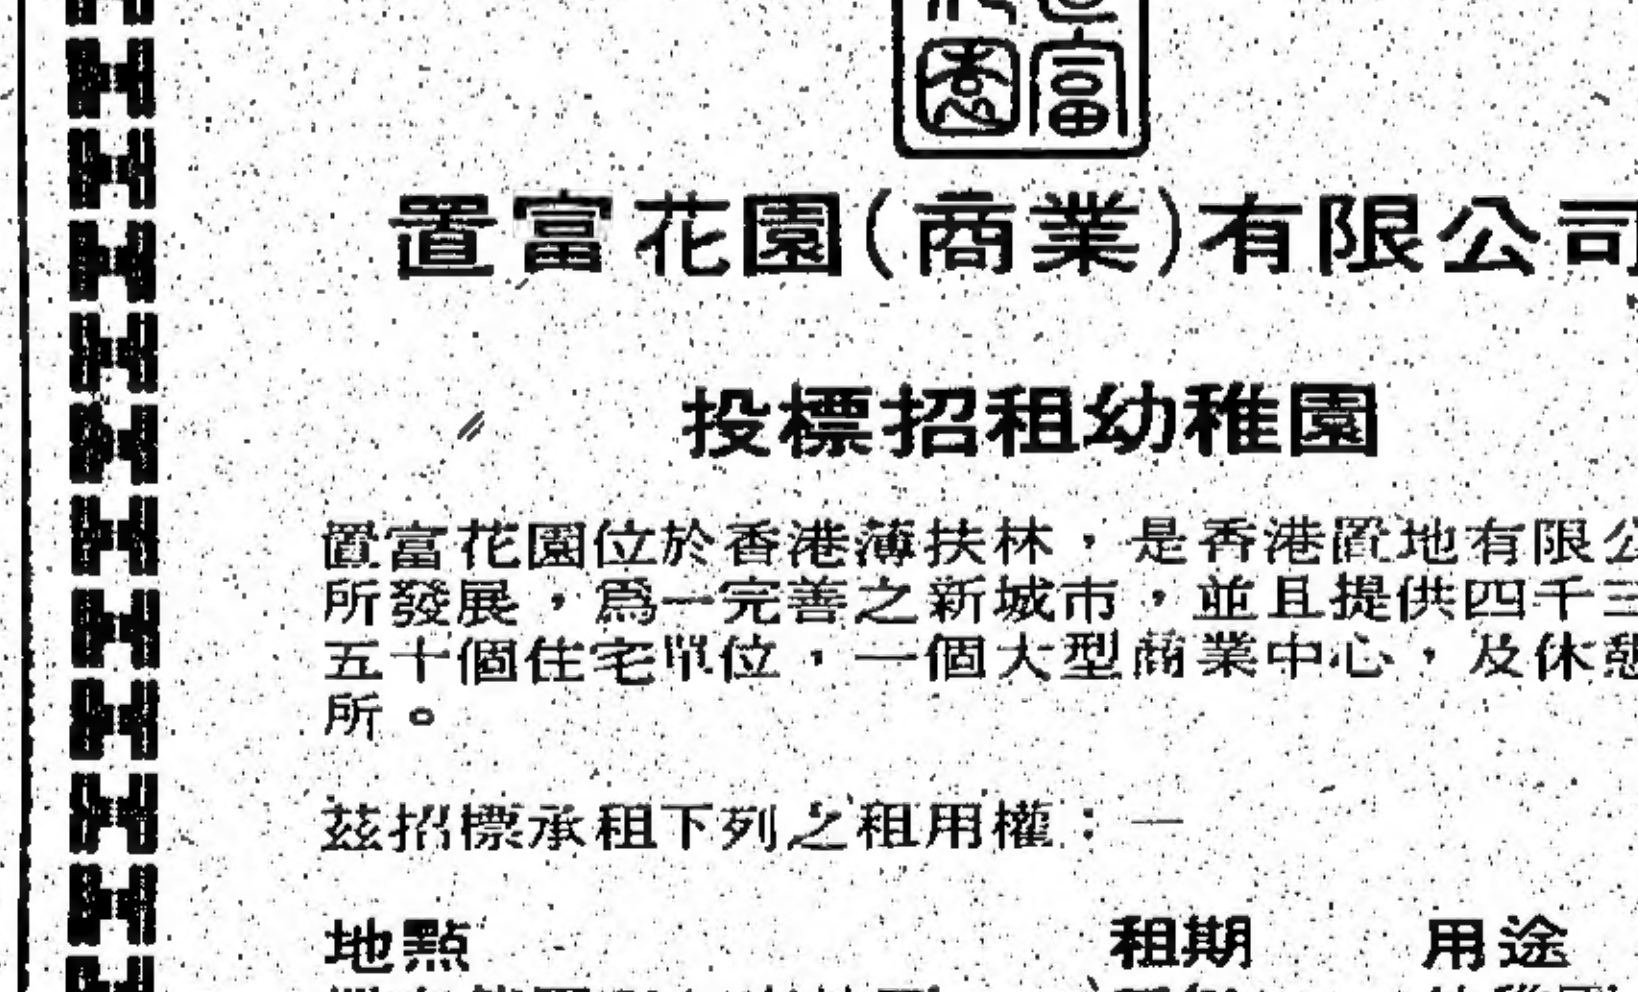 置富花園(商業)有限公司
投標招租幼稚園
置富花園位於香港薄扶林，是香港置地有限公
所發展，爲一完善之新城市，並且提供四千三
五十個住宅單位，一個大型商業中心，及休憩
所。
茲招標承租下列之租用權：—
地點 租期 用途